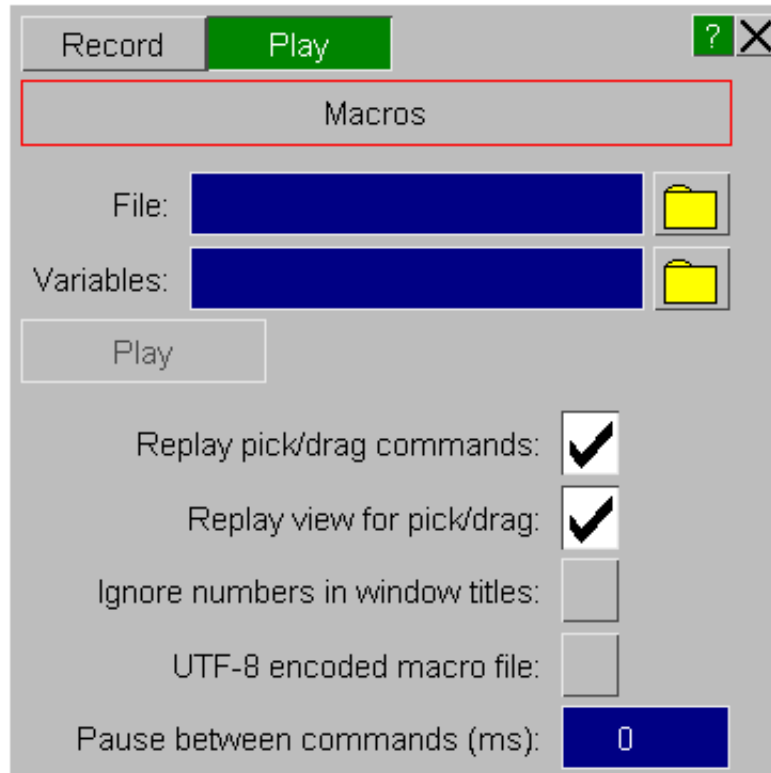 Record Play ?
Macros
File:
Variables:
Play
Replay pick/drag commands:
Replay view for pick/drag:
Ignore numbers in window titles:
UTF-8 encoded macro file:
Pause between commands (ms): 0